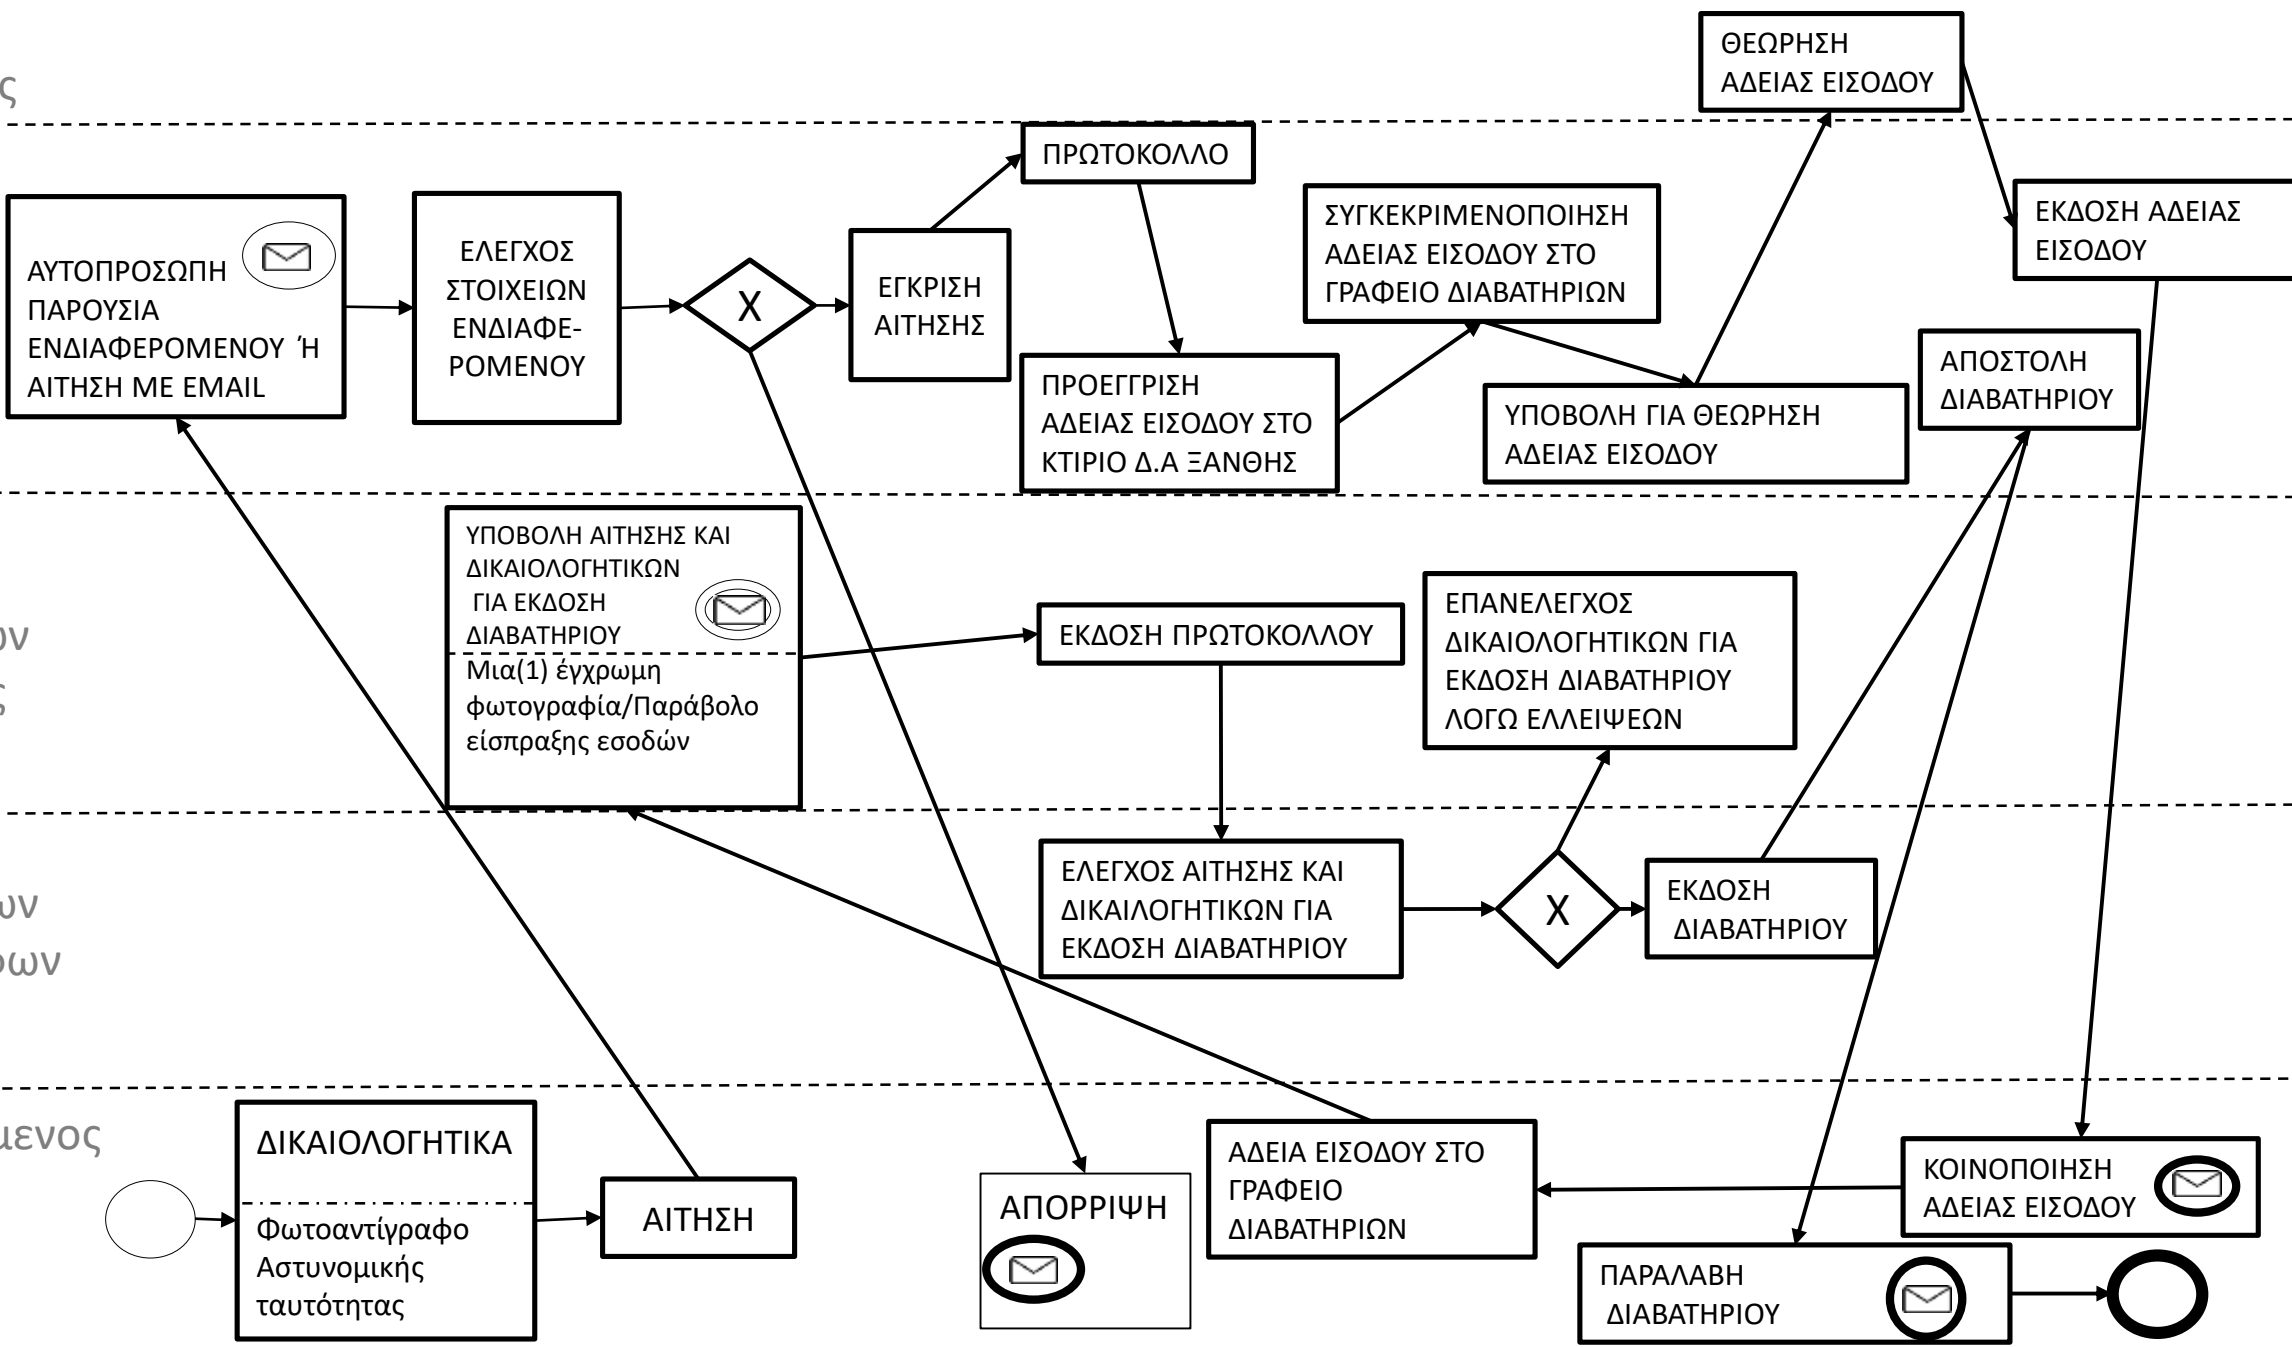 ς
ΘΕΩΡΗΣΗ
ΑΔΕΙΑΣ ΕΙΣΟΔΟΥ
ΑΥΤΟΠΡΟΣΩΠΗ
ΠΑΡΟΥΣΙΑ
ΕΝΔΙΑΦΕΡΟΜΕΝΟΥ Ή
ΑΙΤΗΣΗ ΜΕ EMAIL
ΕΛΕΓΧΟΣ
ΣΤΟΙΧΕΙΩΝ
ΕΝΔΙΑΦΕ-
ΡΟΜΕΝΟΥ
X
ΕΓΚΡΙΣΗ
ΑΙΤΗΣΗΣ
ΠΡΩΤΟΚΟΛΛΟ
ΠΡΟΕΓΓΡΙΣΗ
ΑΔΕΙΑΣ ΕΙΣΟΔΟΥ ΣΤΟ
ΚΤΙΡΙΟ Δ.Α ΞΑΝΘΗΣ
ΣΥΓΚΕΚΡΙΜΕΝΟΠΟΙΗΣΗ
ΑΔΕΙΑΣ ΕΙΣΟΔΟΥ ΣΤΟ
ΓΡΑΦΕΙΟ ΔΙΑΒΑΤΗΡΙΩΝ
ΥΠΟΒΟΛΗ ΓΙΑ ΘΕΩΡΗΣΗ
ΑΔΕΙΑΣ ΕΙΣΟΔΟΥ
ΕΚΔΟΣΗ ΑΔΕΙΑΣ
ΕΙΣΟΔΟΥ
ΑΠΟΣΤΟΛΗ
ΔΙΑΒΑΤΗΡΙΟΥ
ων
ς
ΥΠΟΒΟΛΗ ΑΙΤΗΣΗΣ ΚΑΙ
ΔΙΚΑΙΟΛΟΓΗΤΙΚΩΝ
ΓΙΑ ΕΚΔΟΣΗ
ΔΙΑΒΑΤΗΡΙΟΥ
Μια(1) έγχρωμη
φωτογραφία/Παράβολο
είσπραξης εσοδών
ΕΚΔΟΣΗ ΠΡΩΤΟΚΟΛΛΟΥ
ΕΠΑΝΕΛΕΓΧΟΣ
ΔΙΚΑΙΟΛΟΓΗΤΙΚΩΝ ΓΙΑ
ΕΚΔΟΣΗ ΔΙΑΒΑΤΗΡΙΟΥ
ΛΟΓΩ ΕΛΛΕΙΨΕΩΝ
ων
ων
ΕΛΕΓΧΟΣ ΑΙΤΗΣΗΣ ΚΑΙ
ΔΙΚΑΙΛΟΓΗΤΙΚΩΝ ΓΙΑ
ΕΚΔΟΣΗ ΔΙΑΒΑΤΗΡΙΟΥ
X
ΕΚΔΟΣΗ
ΔΙΑΒΑΤΗΡΙΟΥ
μενος
ΔΙΚΑΙΟΛΟΓΗΤΙΚΑ
Φωτοαντίγραφο
Αστυνομικής
ταυτότητας
ΑΙΤΗΣΗ
ΑΠΟΡΡΙΨΗ
ΑΔΕΙΑ ΕΙΣΟΔΟΥ ΣΤΟ
ΓΡΑΦΕΙΟ
ΔΙΑΒΑΤΗΡΙΩΝ
ΚΟΙΝΟΠΟΙΗΣΗ
ΑΔΕΙΑΣ ΕΙΣΟΔΟΥ
ΠΑΡΑΛΑΒΗ
ΔΙΑΒΑΤΗΡΙΟΥ